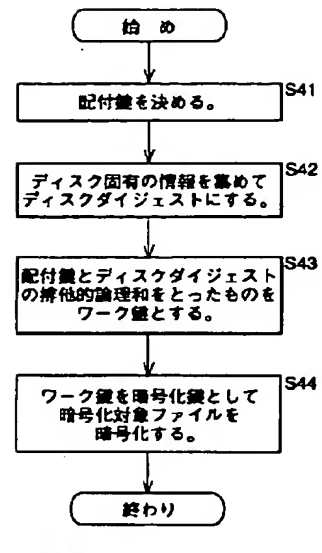 始め
S41
配付鍵を決める。
S42
ディスク固有の情報を集めて
ディスクダイジェストにする。
S43
配付鍵とディスクダイジェスト
の排他的論理和をとったものを
ワーク鍵とする。
S44
ワーク鍵を暗号化鍵として
暗号化対象ファイルを
暗号化する。
終わり